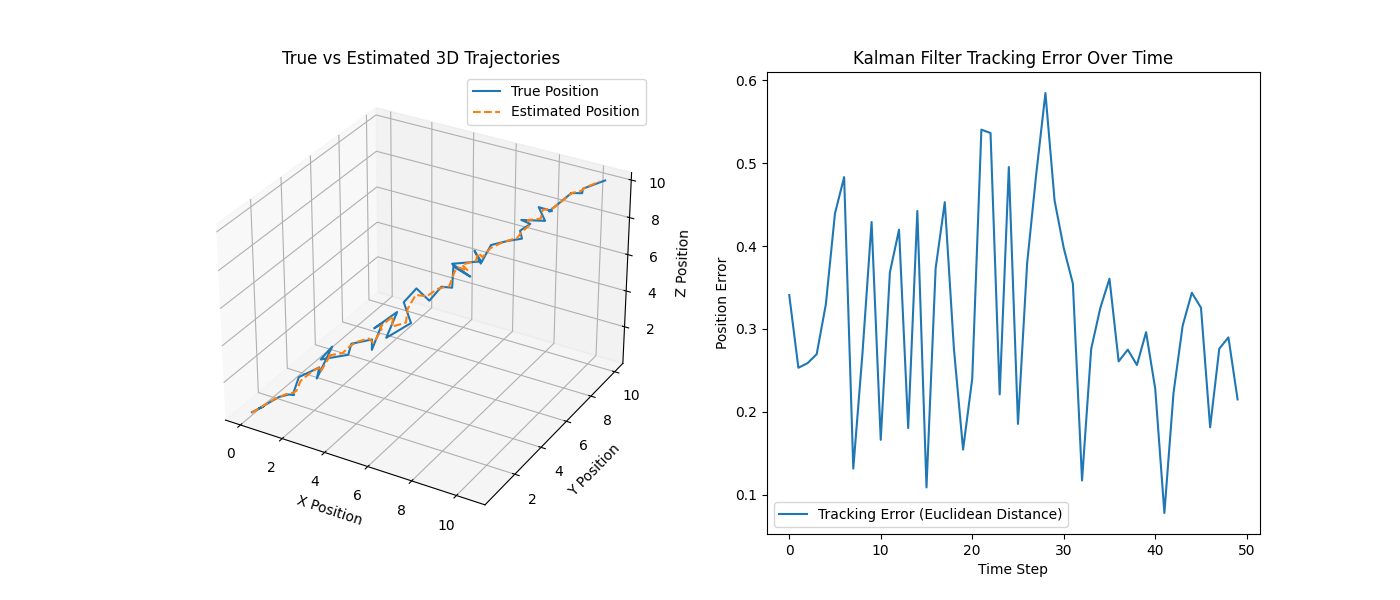 True vs Estimated 3D Trajectories
True Position
Estimated Position
0
2
4
6
8
10
X Position
2
4
6
8
10
Y Position
2
4
6
8
10
Z Position
Kalman Filter Tracking Error Over Time
0.6
0.5
0.4
0.3
0.2
0.1
Position Error
Tracking Error (Euclidean Distance)
0
10
20
30
40
50
Time Step